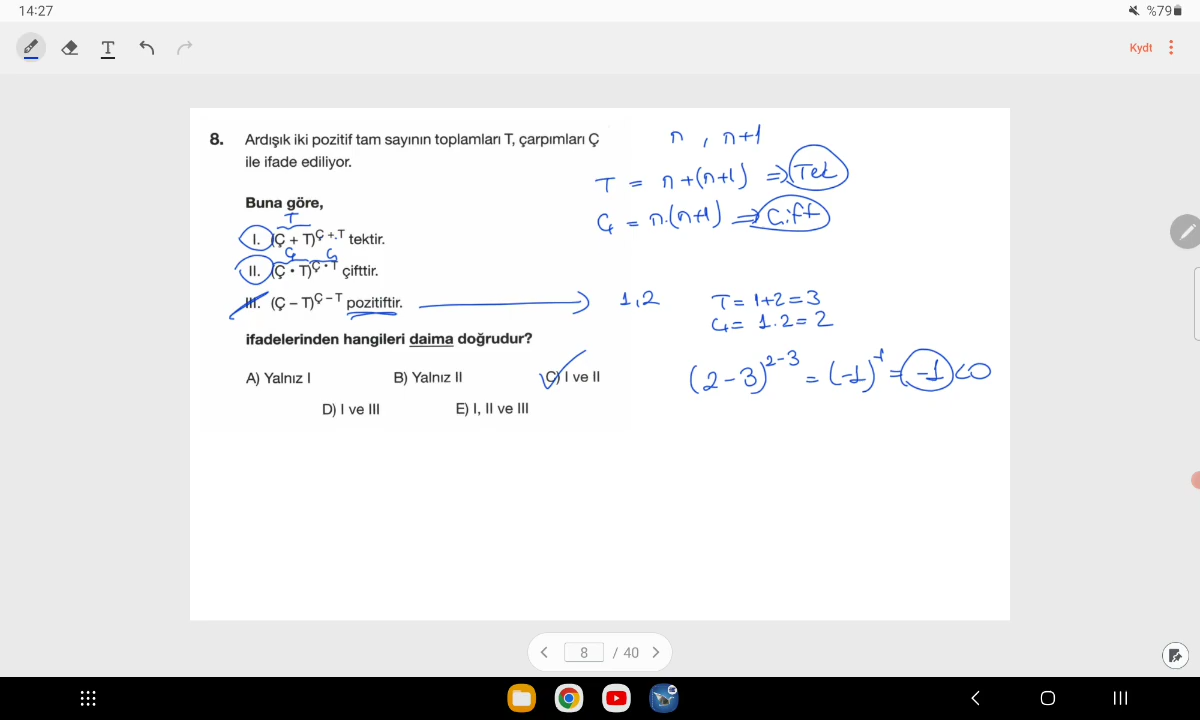 14:27
%79
T
Kydt
8. Ardışık iki pozitif tam sayının toplamları T, çarpımları Ç
ile ifade ediliyor.
n , n+1
T = n+(n+1) ⇒ Tek
Ç = n.(n+1) ⇒ Çift
Buna göre,
T
I. (Ç + T)^Ç + T tektir.
Ç Ç
II. (Ç • T)^Ç • T çifttir.
III. (Ç – T)^Ç – T pozitiftir.
1,2
T = 1+2 = 3
Ç = 1.2 = 2
ifadelerinden hangileri daima doğrudur?
(2-3)^2-3 = (-1)^-1 = -1 <0
A) Yalnız I B) Yalnız II C) I ve II
D) I ve III E) I, II ve III
8 / 40